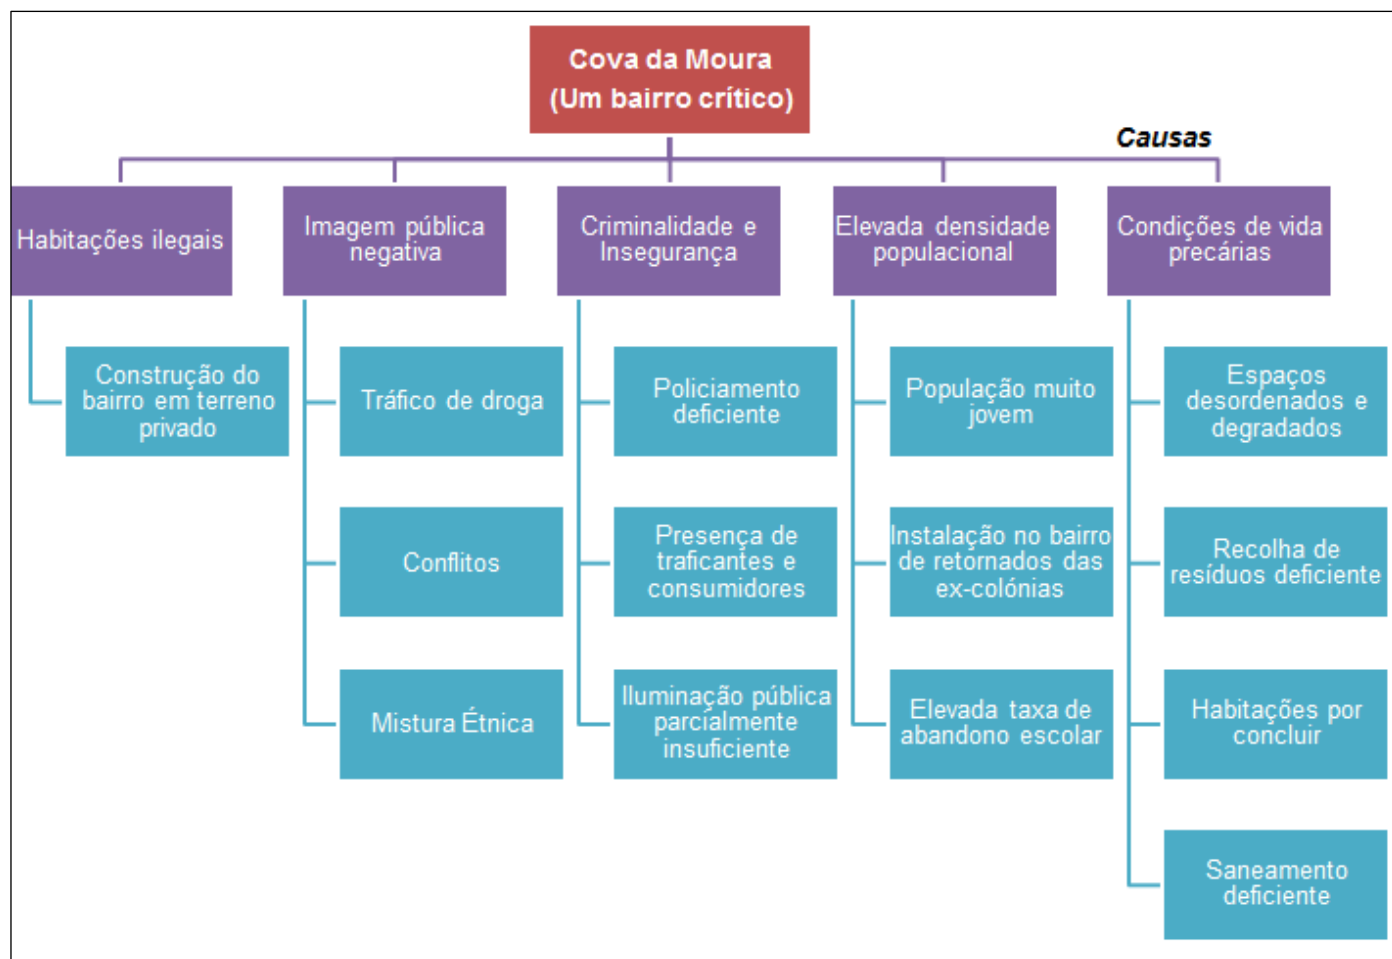 Cova da Moura
(Um bairro crítico)
Causas
Habitações ilegais
Imagem pública
negativa
Criminalidade e
Insegurança
Elevada densidade
populacional
Condições de vida
precárias
Construção do
bairro em terreno
privado
Tráfico de droga
Conflitos
Mistura Étnica
Policiamento
deficiente
Presença de
traficantes e
consumidores
Iluminação pública
parcialmente
insuficiente
População muito
jovem
Instalação no bairro
de retornados das
ex-colónias
Elevada taxa de
abandono escolar
Espaços
desordenados e
degradados
Recolha de
resíduos deficiente
Habitações por
concluir
Saneamento
deficiente